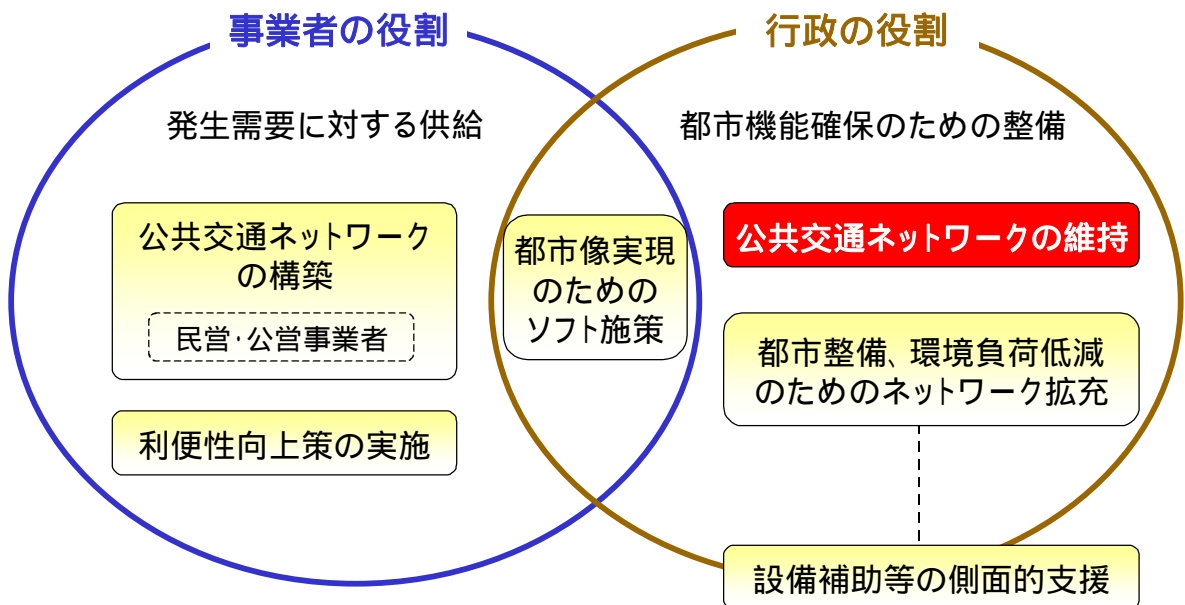 事業者の役割
行政の役割
発生需要に対する供給
都市機能確保のための整備
公共交通ネットワーク
の構築
民営･公営事業者
利便性向上策の実施
都市像実現
のための
ソフト施策
公共交通ネットワークの維持
都市整備、環境負荷低減
のためのネットワーク拡充
設備補助等の側面的支援